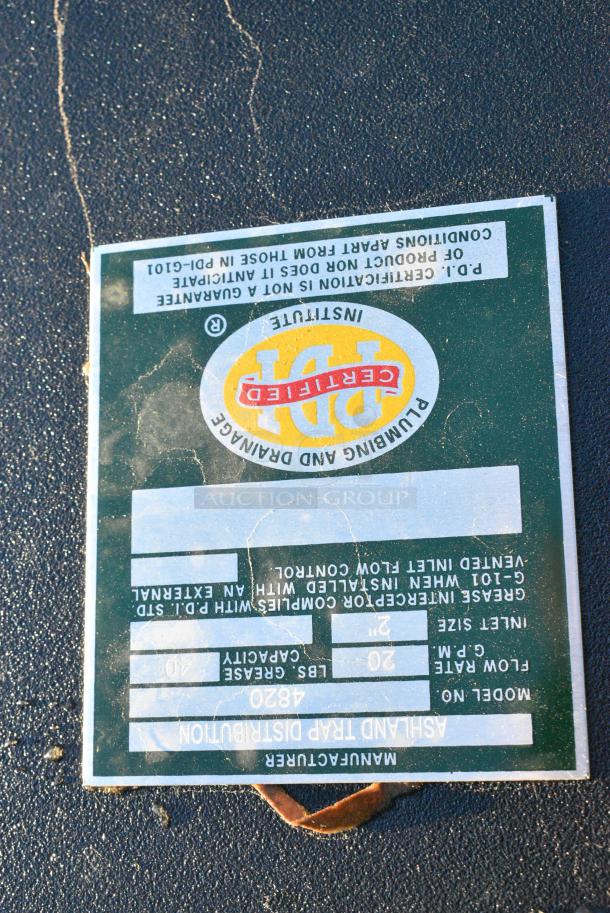 MANUFACTURER
ASHLAND TRAP DISTRIBUTION
MODEL NO. 4820
FLOW RATE G.P.M. 20 LBS. GREASE CAPACITY 40
INLET SIZE 2"
GREASE INTERCEPTOR COMPLIES WITH P.D.I. STD.
G-101 WHEN INSTALLED WITH AN EXTERNAL
VENTED INLET FLOW CONTROL.
AUCTION GROUP
PLUMBING AND DRAINAGE
PDI
CERTIFIED
INSTITUTE
®
P.D.I. CERTIFICATION IS NOT A GUARANTEE
OF PRODUCT NOR DOES IT ANTICIPATE
CONDITIONS APART FROM THOSE IN PDI-G101